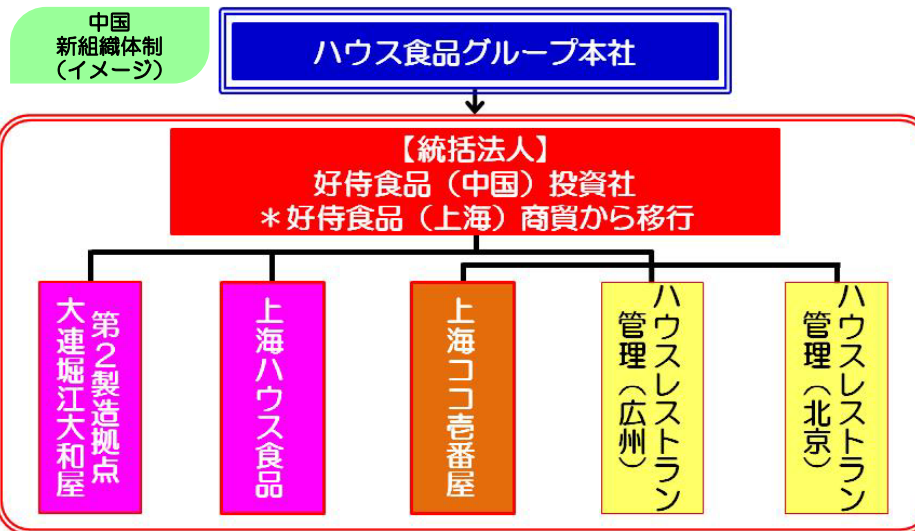 中国
新組織体制
（イメージ）
ハウス食品グループ本社
【統括法人】
好侍食品（中国）投資社
＊好侍食品（上海）商貿から移行
第２製造拠点
大連堀江大和屋
上海ハウス食品
上海ココ壱番屋
ハウスレストラン
管理（広州）
ハウスレストラン
管理（北京）